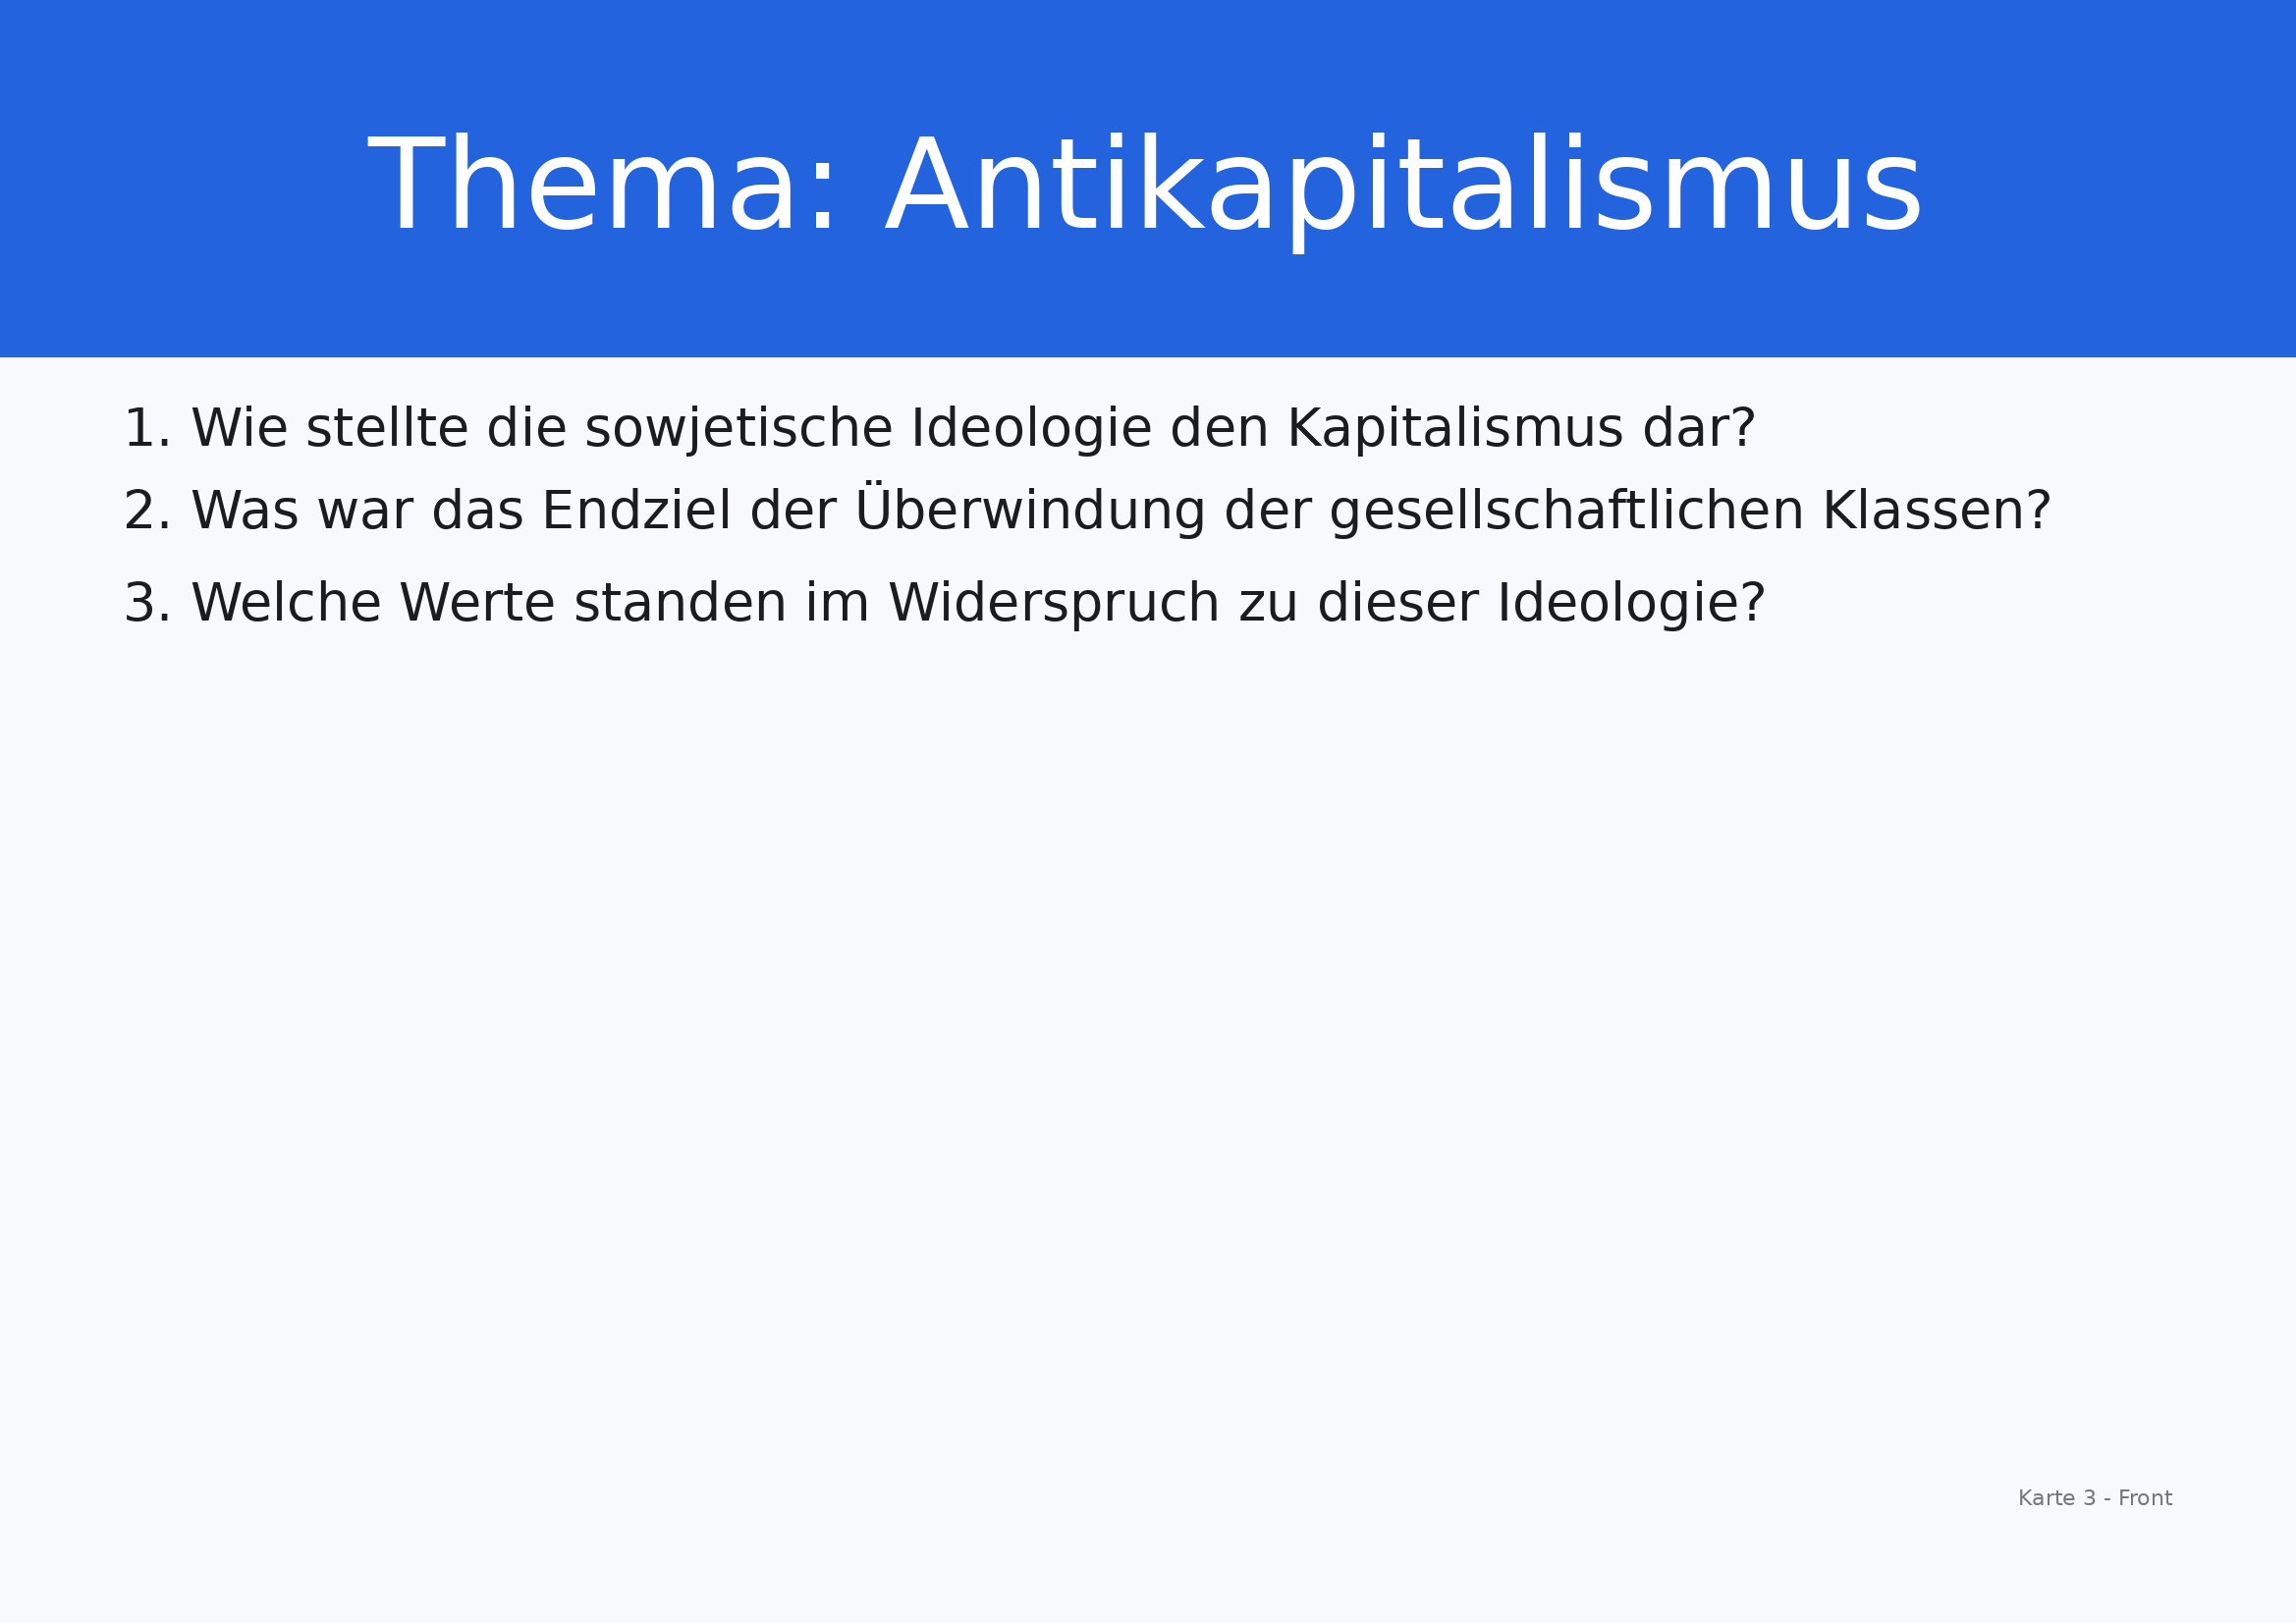 Thema: Antikapitalismus
1. Wie stellte die sowjetische Ideologie den Kapitalismus dar?
2. Was war das Endziel der Überwindung der gesellschaftlichen Klassen?
3. Welche Werte standen im Widerspruch zu dieser Ideologie?
Karte 3 - Front